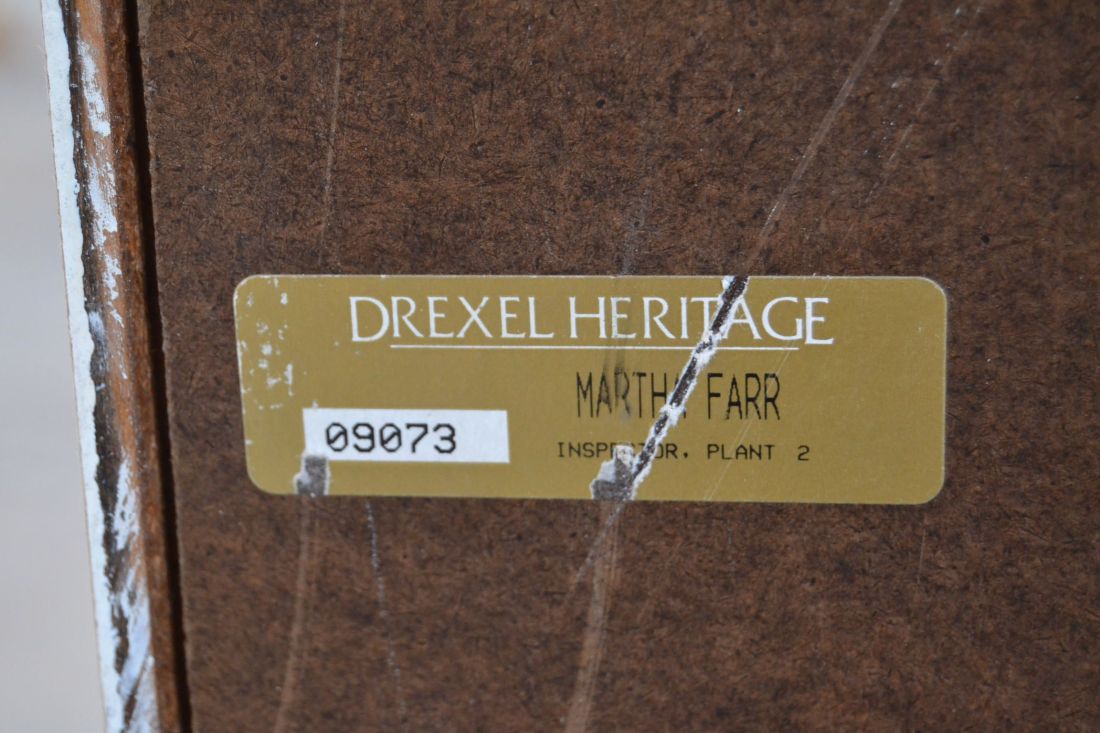 DREXEL HERITAGE
MARTHA FARR
09073
INSPECTOR, PLANT 2